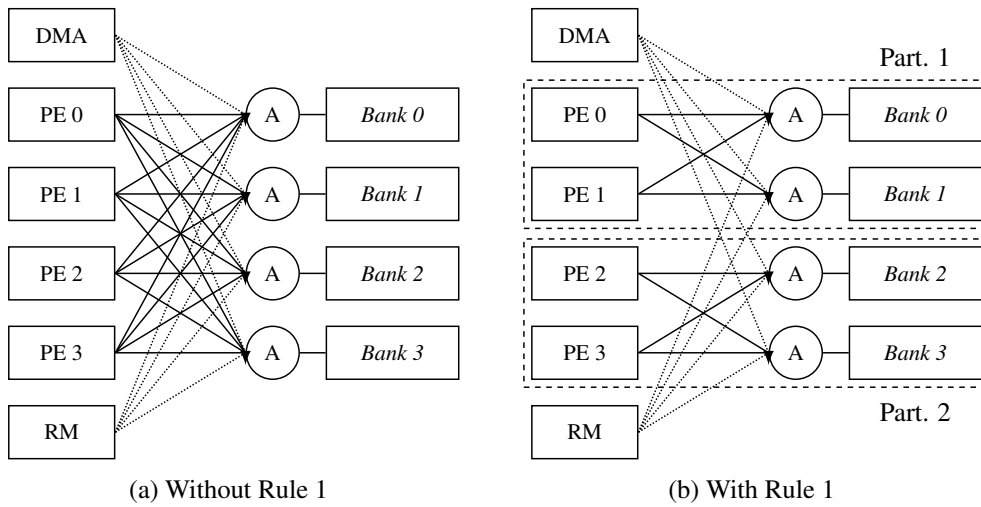 DMA
PE 0
A
Bank 0
PE 1
A
Bank 1
PE 2
A
Bank 2
PE 3
A
Bank 3
RM
(a) Without Rule 1
DMA
Part. 1
PE 0
A
Bank 0
PE 1
A
Bank 1
PE 2
A
Bank 2
PE 3
A
Bank 3
Part. 2
RM
(b) With Rule 1